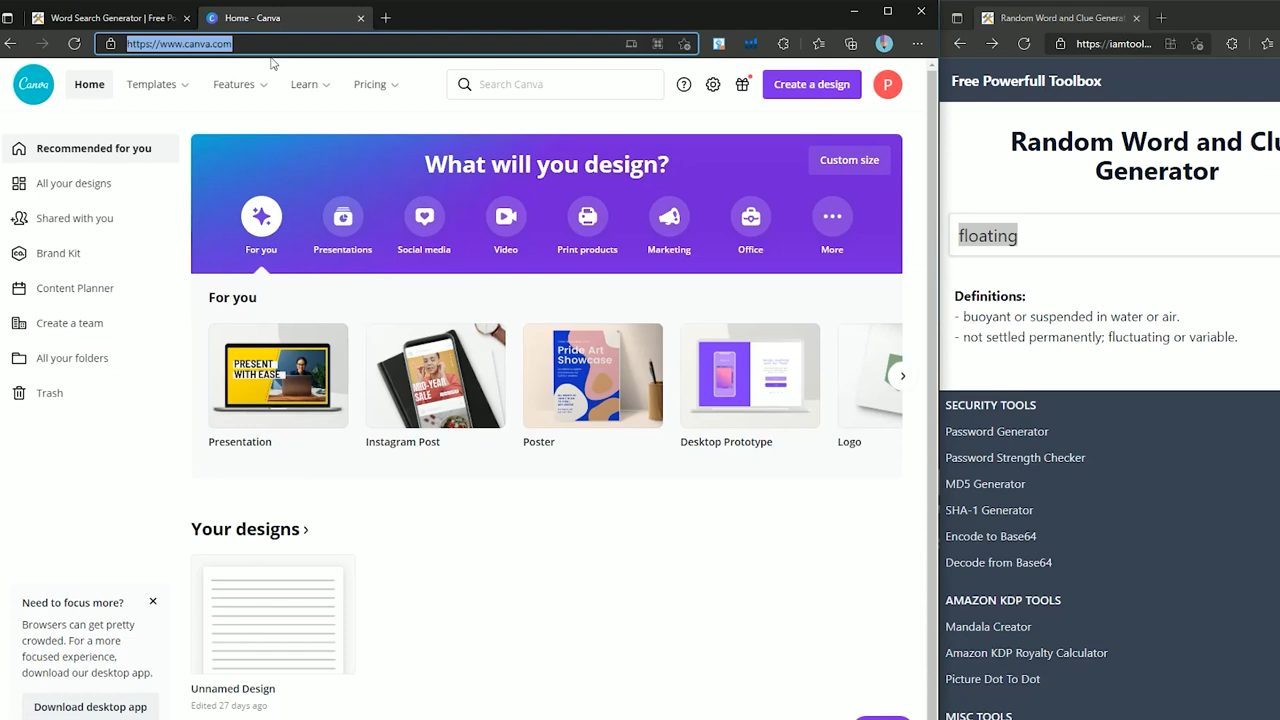 Word Search Generator | Free Po
Home - Canva
https://www.canva.com
Canva
Home
Templates
Features
Learn
Pricing
Search Canva
Create a design
P
Recommended for you
All your designs
Shared with you
Brand Kit
Content Planner
Create a team
All your folders
Trash
What will you design?
Custom size
For you
Presentations
Social media
Video
Print products
Marketing
Office
More
For you
PRESENT
WITH EASE
MID-YEAR
SALE
Pride Art
Showcase
Presentation
Instagram Post
Poster
Desktop Prototype
Logo
Your designs
Unnamed Design
Edited 27 days ago
Need to focus more?
Browsers can get pretty
crowded. For a more
focused experience,
download our desktop app.
Download desktop app
Random Word and Clue Generat
https://iamtool...
Free Powerfull Toolbox
Random Word and Clu
Generator
floating
Definitions:
- buoyant or suspended in water or air.
- not settled permanently; fluctuating or variable.
SECURITY TOOLS
Password Generator
Password Strength Checker
MD5 Generator
SHA-1 Generator
Encode to Base64
Decode from Base64
AMAZON KDP TOOLS
Mandala Creator
Amazon KDP Royalty Calculator
Picture Dot To Dot
MISC TOOLS